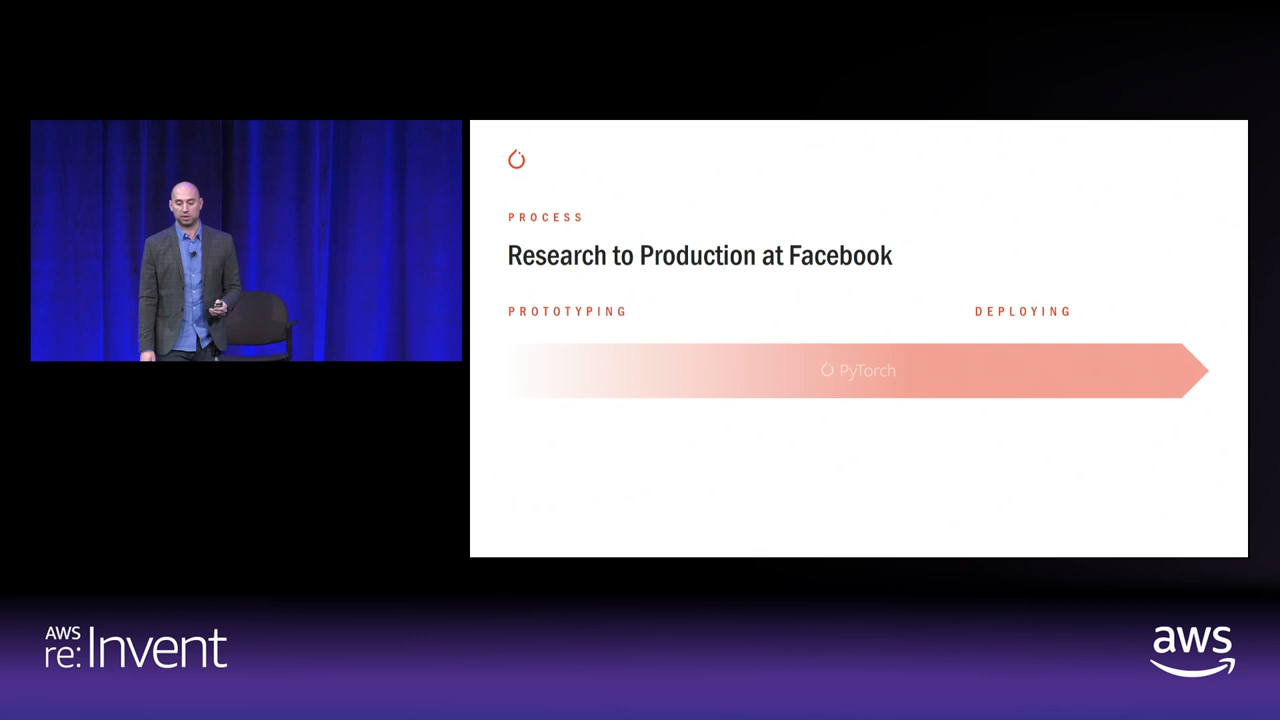 PROCESS
Research to Production at Facebook
PROTOTYPING
DEPLOYING
PyTorch
AWS
re:Invent
aws